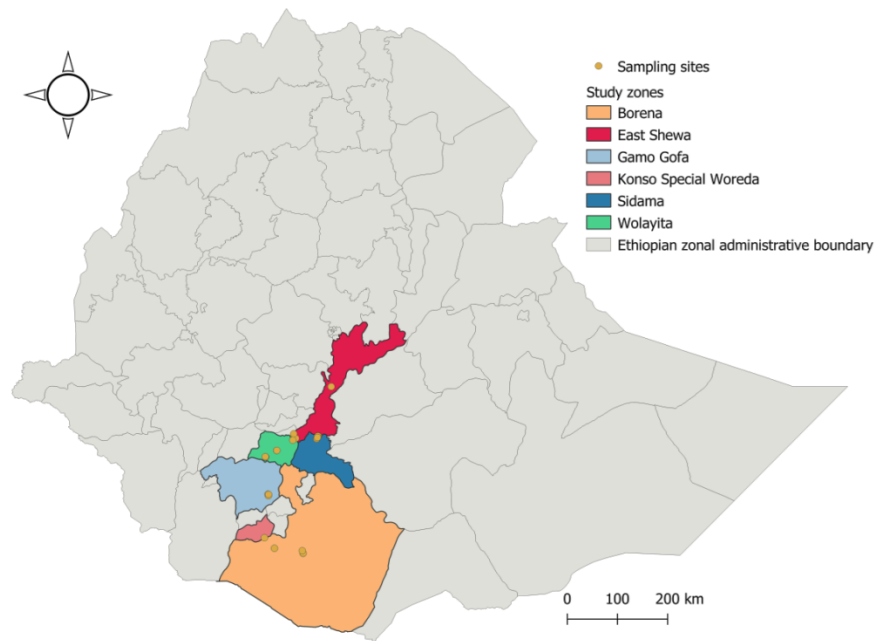 Sampling sites
Study zones
Borena
East Shewa
Gamo Gofa
Konso Special Woreda
Sidama
Wolayita
Ethiopian zonal administrative boundary
0 100 200 km